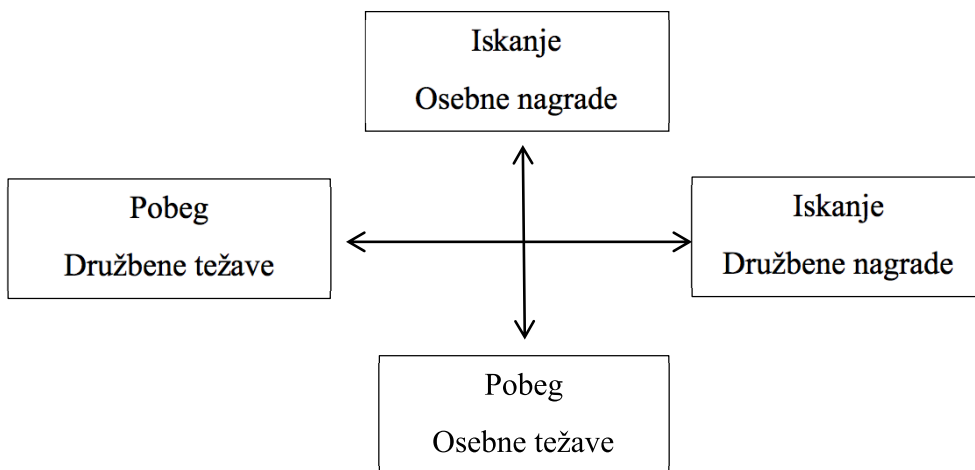 Iskanje
Osebne nagrade
Pobeg
Družbene težave
Iskanje
Družbene nagrade
Pobeg
Osebne težave